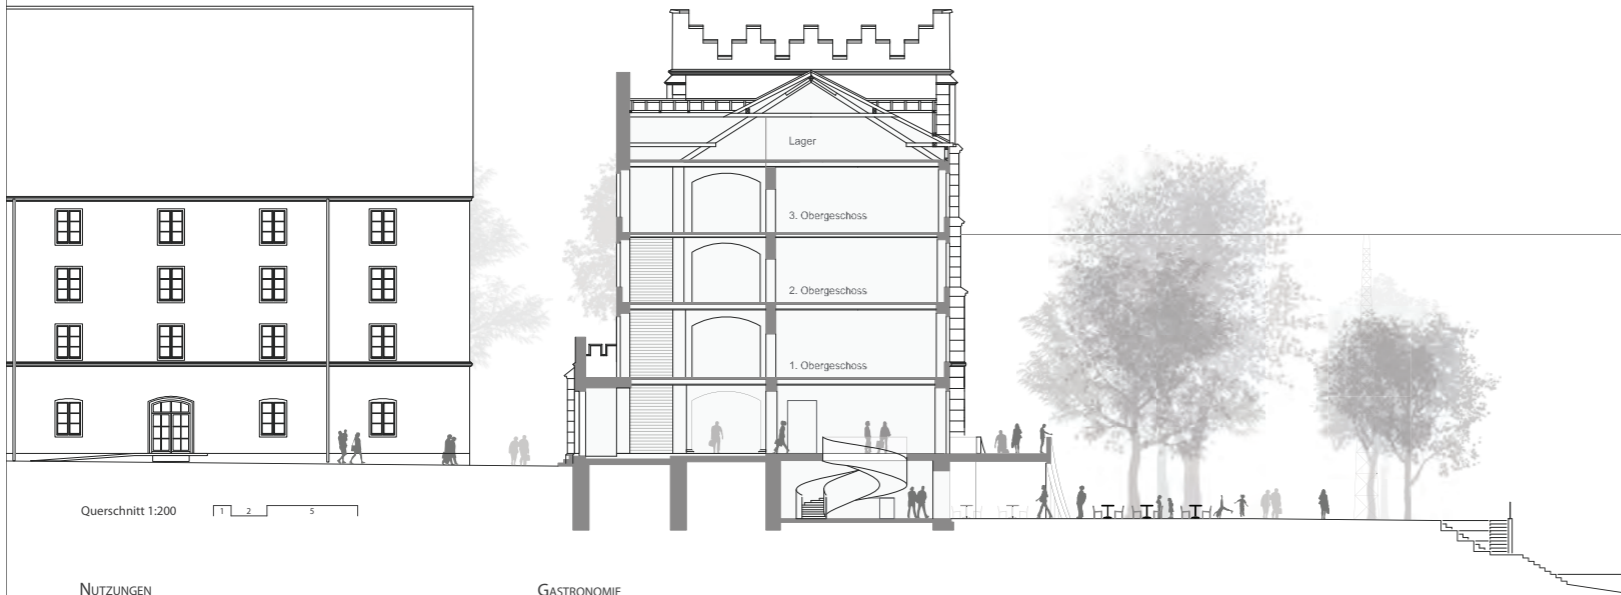 Lager
3. Obergeschoss
2. Obergeschoss
1. Obergeschoss
Querschnitt 1:200
1 2 5
NUTZUNGEN
GASTRONOMIE